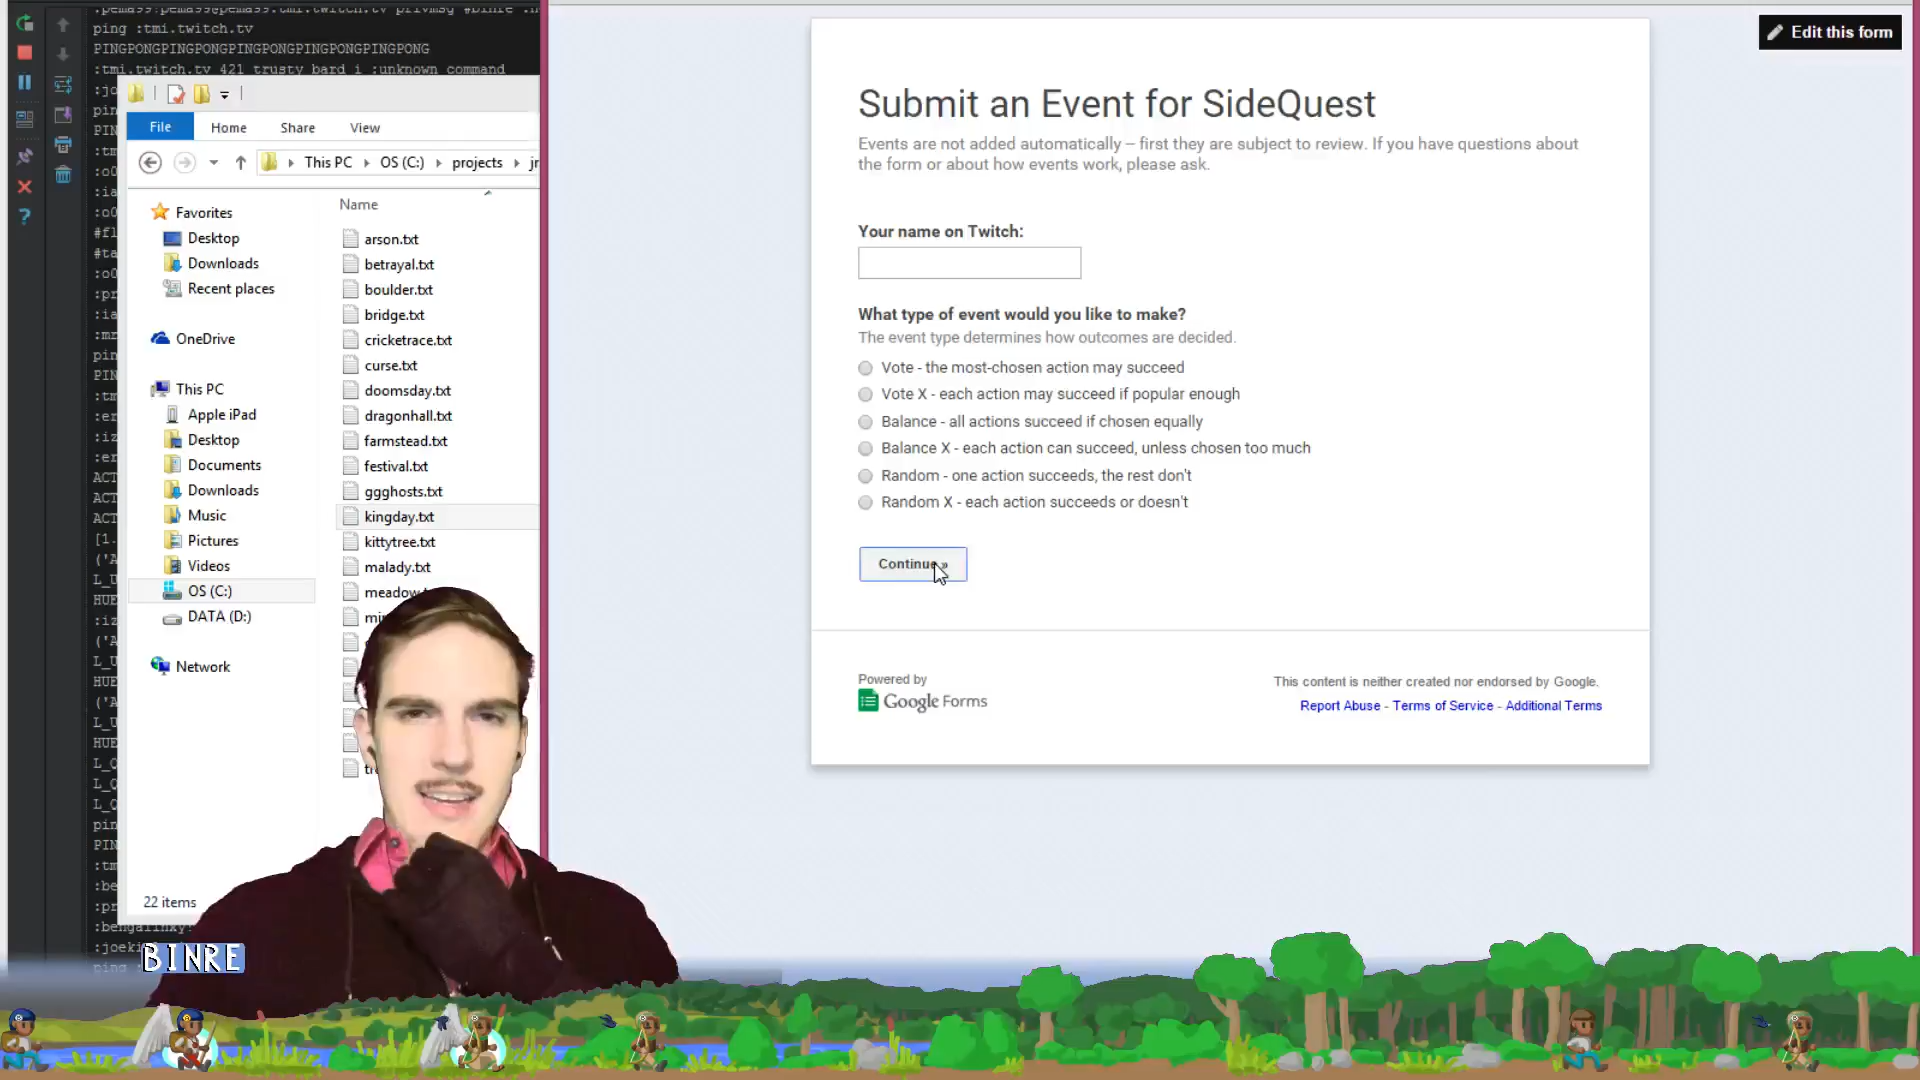 ping :tmi.twitch.tv
PINGPONGPINGPONGPINGPONGPINGPONGPINGPONG
:tmi.twitch.tv 421 trusty_bard i :unknown command
File
Home
Share
View
This PC
OS (C:)
projects
Name
Favorites
Desktop
Downloads
Recent places
OneDrive
This PC
Apple iPad
Desktop
Documents
Downloads
Music
Pictures
Videos
OS (C:)
DATA (D:)
Network
arson.txt
betrayal.txt
boulder.txt
bridge.txt
cricketrace.txt
curse.txt
doomsday.txt
dragonhall.txt
farmstead.txt
festival.txt
ggghosts.txt
kingday.txt
kittytree.txt
malady.txt
22 items
BINRE
Edit this form
Submit an Event for SideQuest
Events are not added automatically – first they are subject to review. If you have questions about
the form or about how events work, please ask.
Your name on Twitch:
What type of event would you like to make?
The event type determines how outcomes are decided.
Vote - the most-chosen action may succeed
Vote X - each action may succeed if popular enough
Balance - all actions succeed if chosen equally
Balance X - each action can succeed, unless chosen too much
Random - one action succeeds, the rest don't
Random X - each action succeeds or doesn't
Continue »
Powered by
Google Forms
This content is neither created nor endorsed by Google.
Report Abuse - Terms of Service - Additional Terms